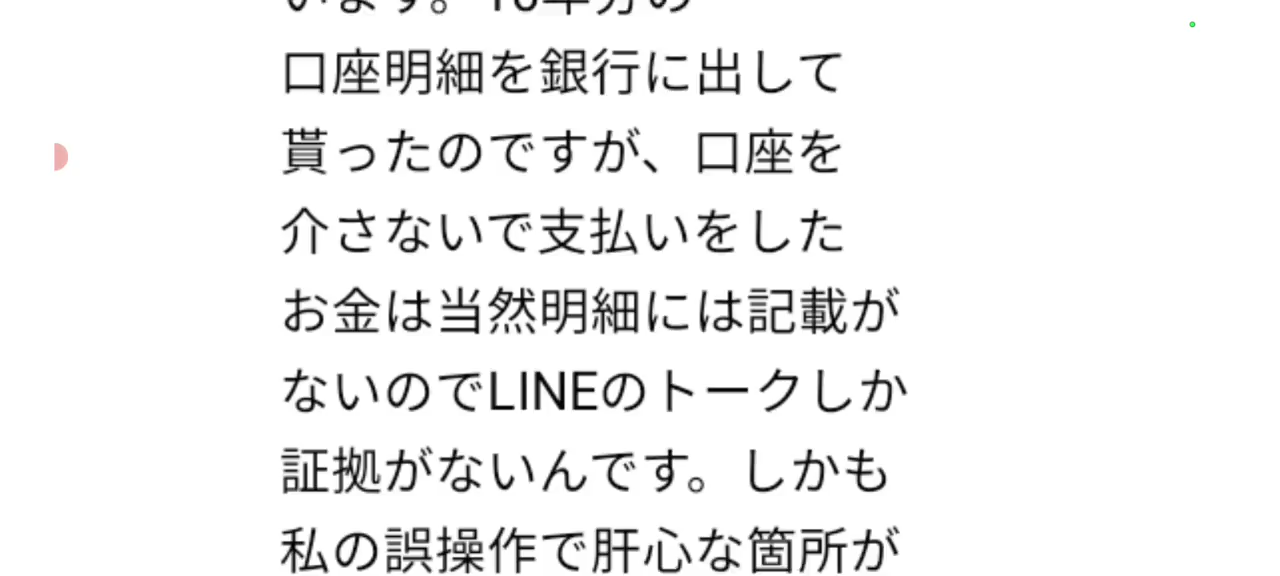 口座明細を銀行に出して
貰ったのですが、口座を
介さないで支払いをした
お金は当然明細には記載が
ないのでLINEのトークしか
証拠がないんです。しかも
私の誤操作で肝心な箇所が